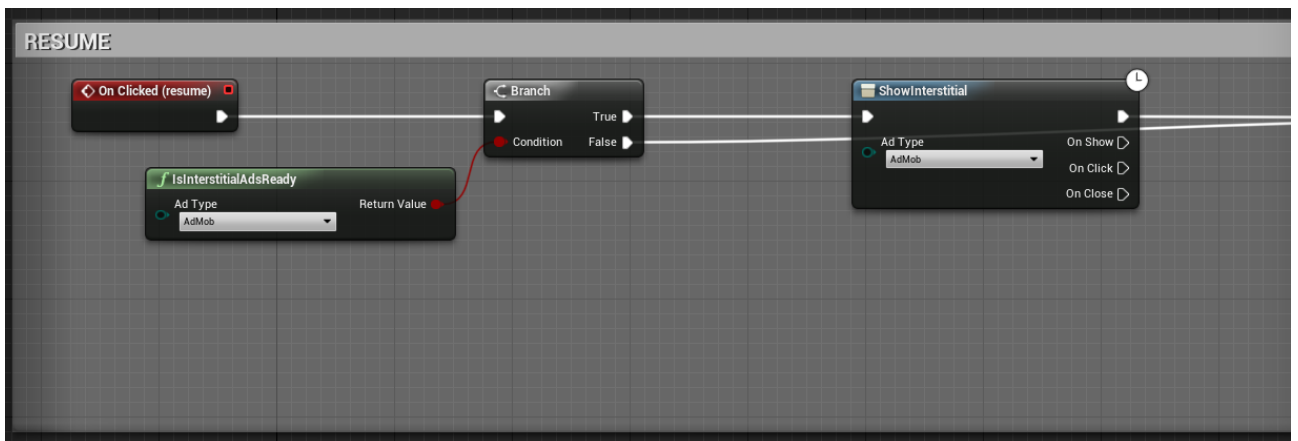 RESUME
On Clicked (resume)
Branch
True
Condition
False
IsInterstitialAdsReady
Ad Type
AdMob
Return Value
ShowInterstitial
Ad Type
AdMob
On Show
On Click
On Close